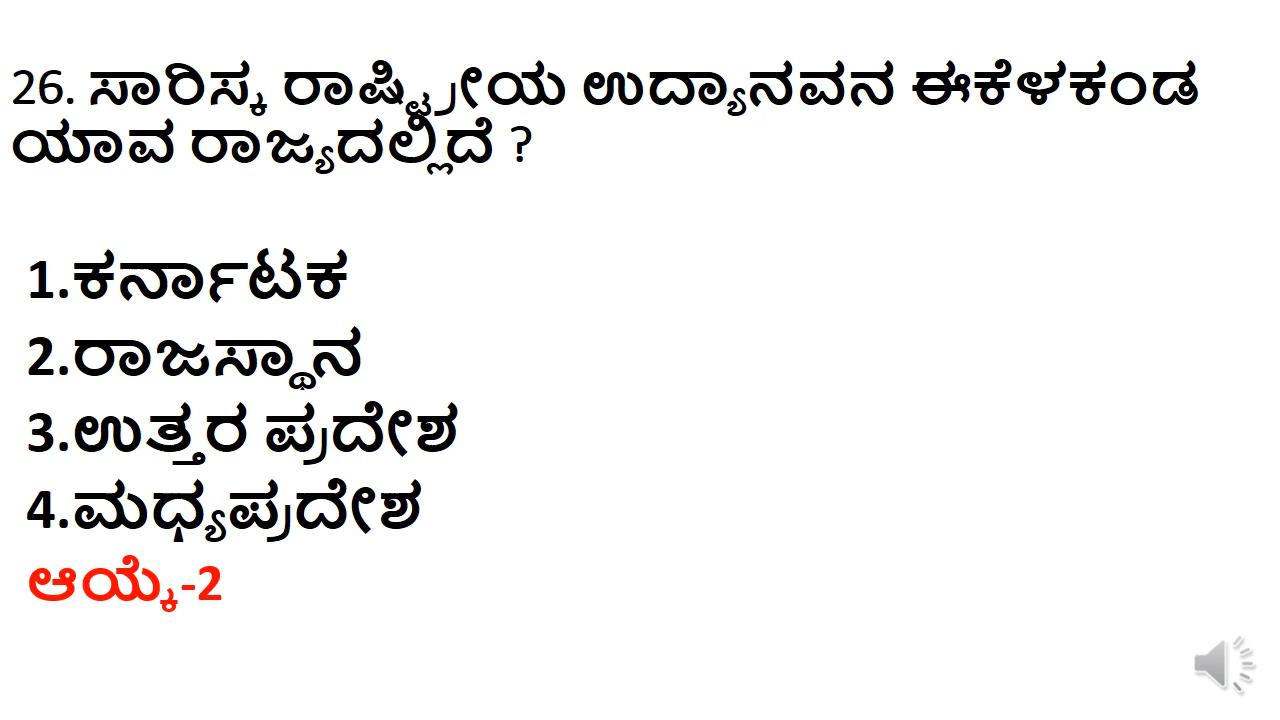 26. ಸಾರಿಸ್ಕ ರಾಷ್ಟ್ರೀಯ ಉದ್ಯಾನವನ ಈಕೆಳಕಂಡ
ಯಾವ ರಾಜ್ಯದಲ್ಲಿದೆ ?
1.ಕರ್ನಾಟಕ
2.ರಾಜಸ್ಥಾನ
3.ಉತ್ತರ ಪ್ರದೇಶ
4.ಮಧ್ಯಪ್ರದೇಶ
ಆಯ್ಕೆ-2